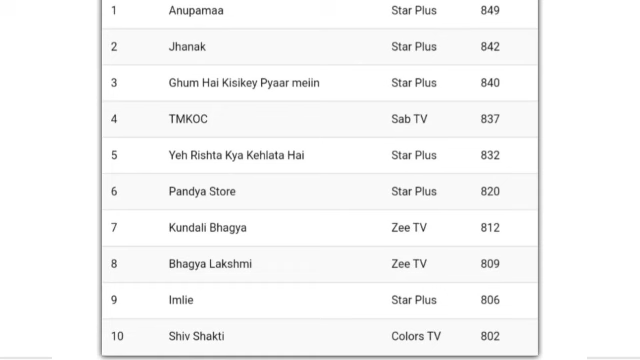 1 Anupamaa Star Plus 849
2 Jhanak Star Plus 842
3 Ghum Hai Kisikey Pyaar meiin Star Plus 840
4 TMKOC Sab TV 837
5 Yeh Rishta Kya Kehlata Hai Star Plus 832
6 Pandya Store Star Plus 820
7 Kundali Bhagya Zee TV 812
8 Bhagya Lakshmi Zee TV 809
9 Imlie Star Plus 806
10 Shiv Shakti Colors TV 802